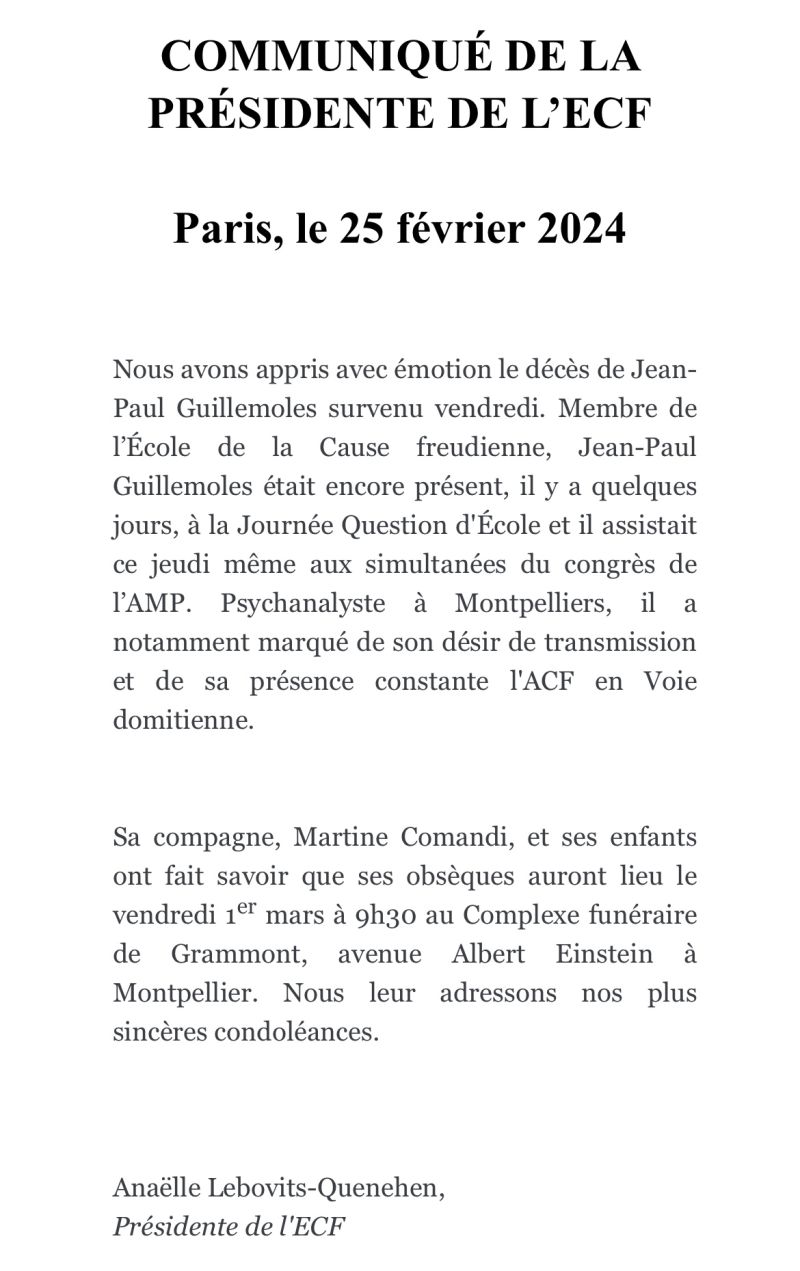 COMMUNIQUÉ DE LA
PRÉSIDENTE DE L’ECF
Paris, le 25 février 2024
Nous avons appris avec émotion le décès de Jean-
Paul Guillemoles survenu vendredi. Membre de
l’École de la Cause freudienne, Jean-Paul
Guillemoles était encore présent, il y a quelques
jours, à la Journée Question d'École et il assistait
ce jeudi même aux simultanées du congrès de
l’AMP. Psychanalyste à Montpelliers, il a
notamment marqué de son désir de transmission
et de sa présence constante l'ACF en Voie
domitienne.
Sa compagne, Martine Comandi, et ses enfants
ont fait savoir que ses obsèques auront lieu le
vendredi 1er mars à 9h30 au Complexe funéraire
de Grammont, avenue Albert Einstein à
Montpellier. Nous leur adressons nos plus
sincères condoléances.
Anaëlle Lebovits-Quenehen,
Présidente de l'ECF